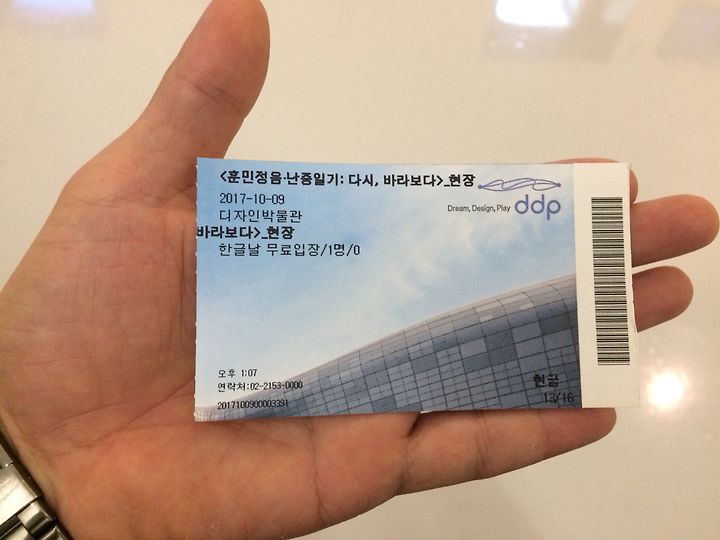 <훈민정음·난중일기: 다시, 바라보다>_현장
2017-10-09
디자인박물관
바라보다>_현장
한글날 무료입장/1명/0
Dream, Design, Play
ddp
오후 1:07
연락처:02-2153-0000
2017100900003391
현금
13/16